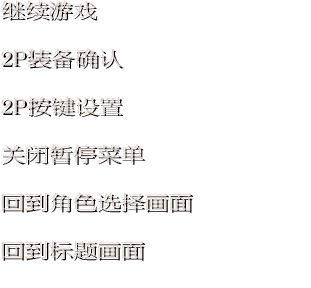 继续游戏
2P装备确认
2P按键设置
关闭暂停菜单
回到角色选择画面
回到标题画面